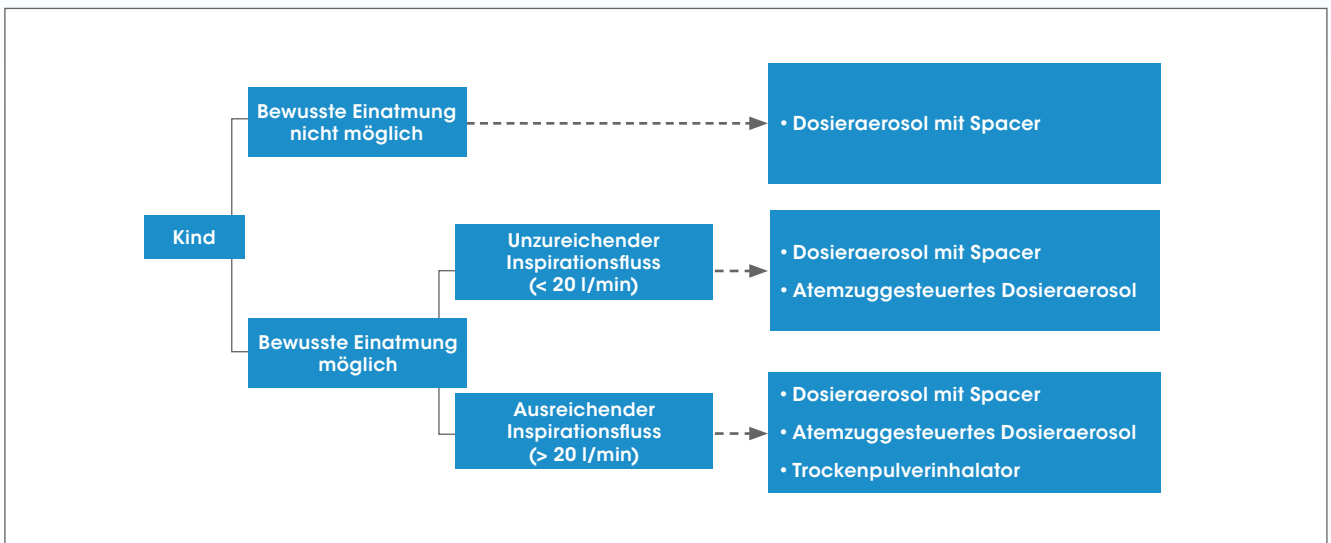 Bewusste Einatmung
nicht möglich
• Dosieraerosol mit Spacer
Kind
Unzureichender
Inspirationsfluss
(< 20 l/min)
• Dosieraerosol mit Spacer
• Atemzuggesteuertes Dosieraerosol
Bewusste Einatmung
möglich
Ausreichender
Inspirationsfluss
(> 20 l/min)
• Dosieraerosol mit Spacer
• Atemzuggesteuertes Dosieraerosol
• Trockenpulverinhalator